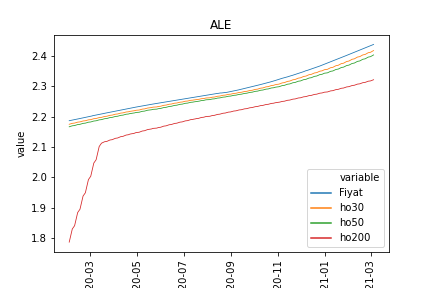 ALE
value
2.4
2.3
2.2
2.1
2.0
1.9
1.8
variable
Fiyat
ho30
ho50
ho200
20-03
20-05
20-07
20-09
20-11
21-01
21-03